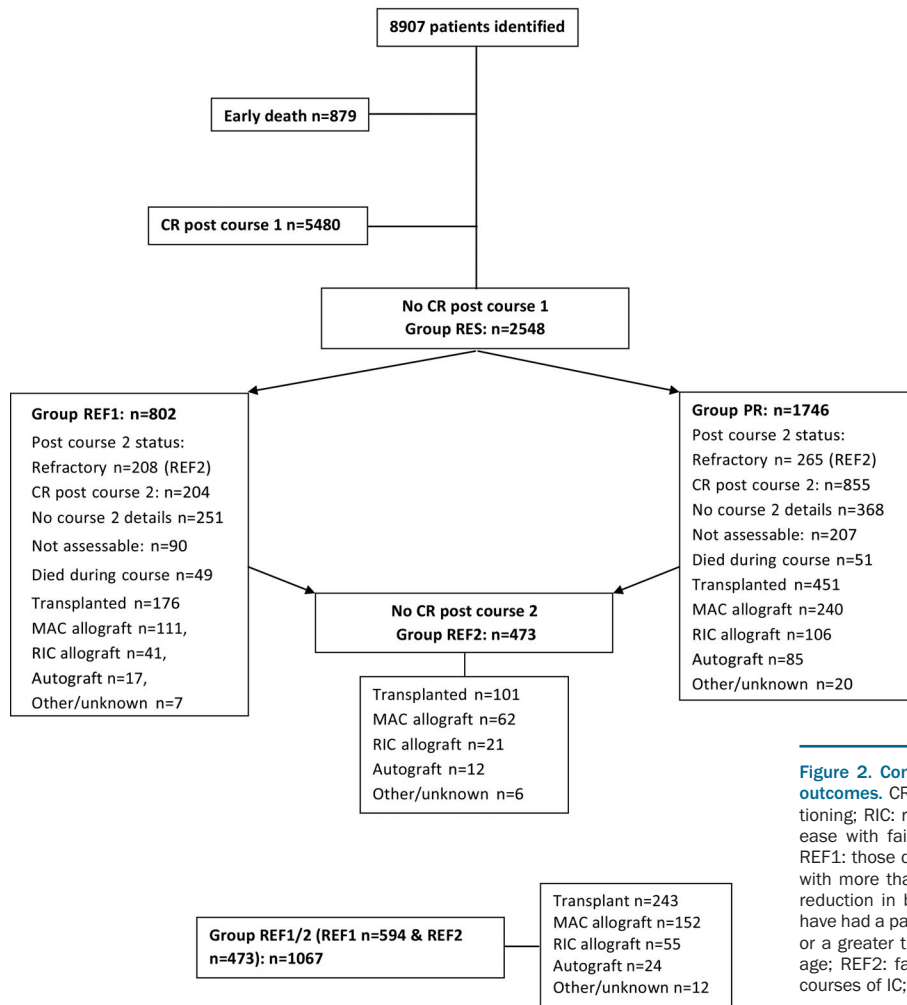 8907 patients identified
Early death n=879
CR post course 1 n=5480
No CR post course 1
Group RES: n=2548
Group REF1: n=802
Post course 2 status:
Refractory n=208 (REF2)
CR post course 2: n=204
No course 2 details n=251
Not assessable: n=90
Died during course n=49
Transplanted n=176
MAC allograft n=111,
RIC allograft n=41,
Autograft n=17,
Other/unknown n=7
Group PR: n=1746
Post course 2 status:
Refractory n= 265 (REF2)
CR post course 2: n=855
No course 2 details n=368
Not assessable: n=207
Died during course n=51
Transplanted n=451
MAC allograft n=240
RIC allograft n=106
Autograft n=85
Other/unknown n=20
No CR post course 2
Group REF2: n=473
Transplanted n=101
MAC allograft n=62
RIC allograft n=21
Autograft n=12
Other/unknown n=6
Group REF1/2 (REF1 n=594 & REF2
n=473): n=1067
Transplant n=243
MAC allograft n=152
RIC allograft n=55
Autograft n=24
Other/unknown n=12
Figure 2. Con
outcomes. CR
tioning; RIC: r
ease with fai
REF1: those c
with more tha
reduction in b
have had a pa
or a greater t
age; REF2: fa
courses of IC;